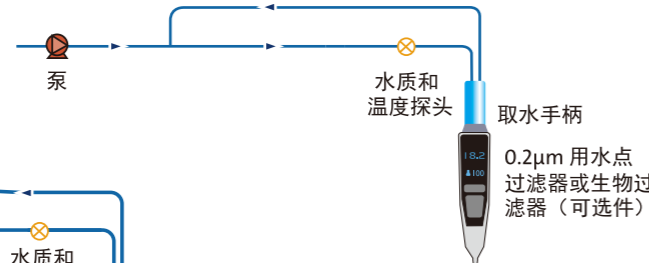 泵
水质和
温度探头
取水手柄
18.2
100
0.2μm 用水点
过滤器或生物过
滤器（可选件）
水质和